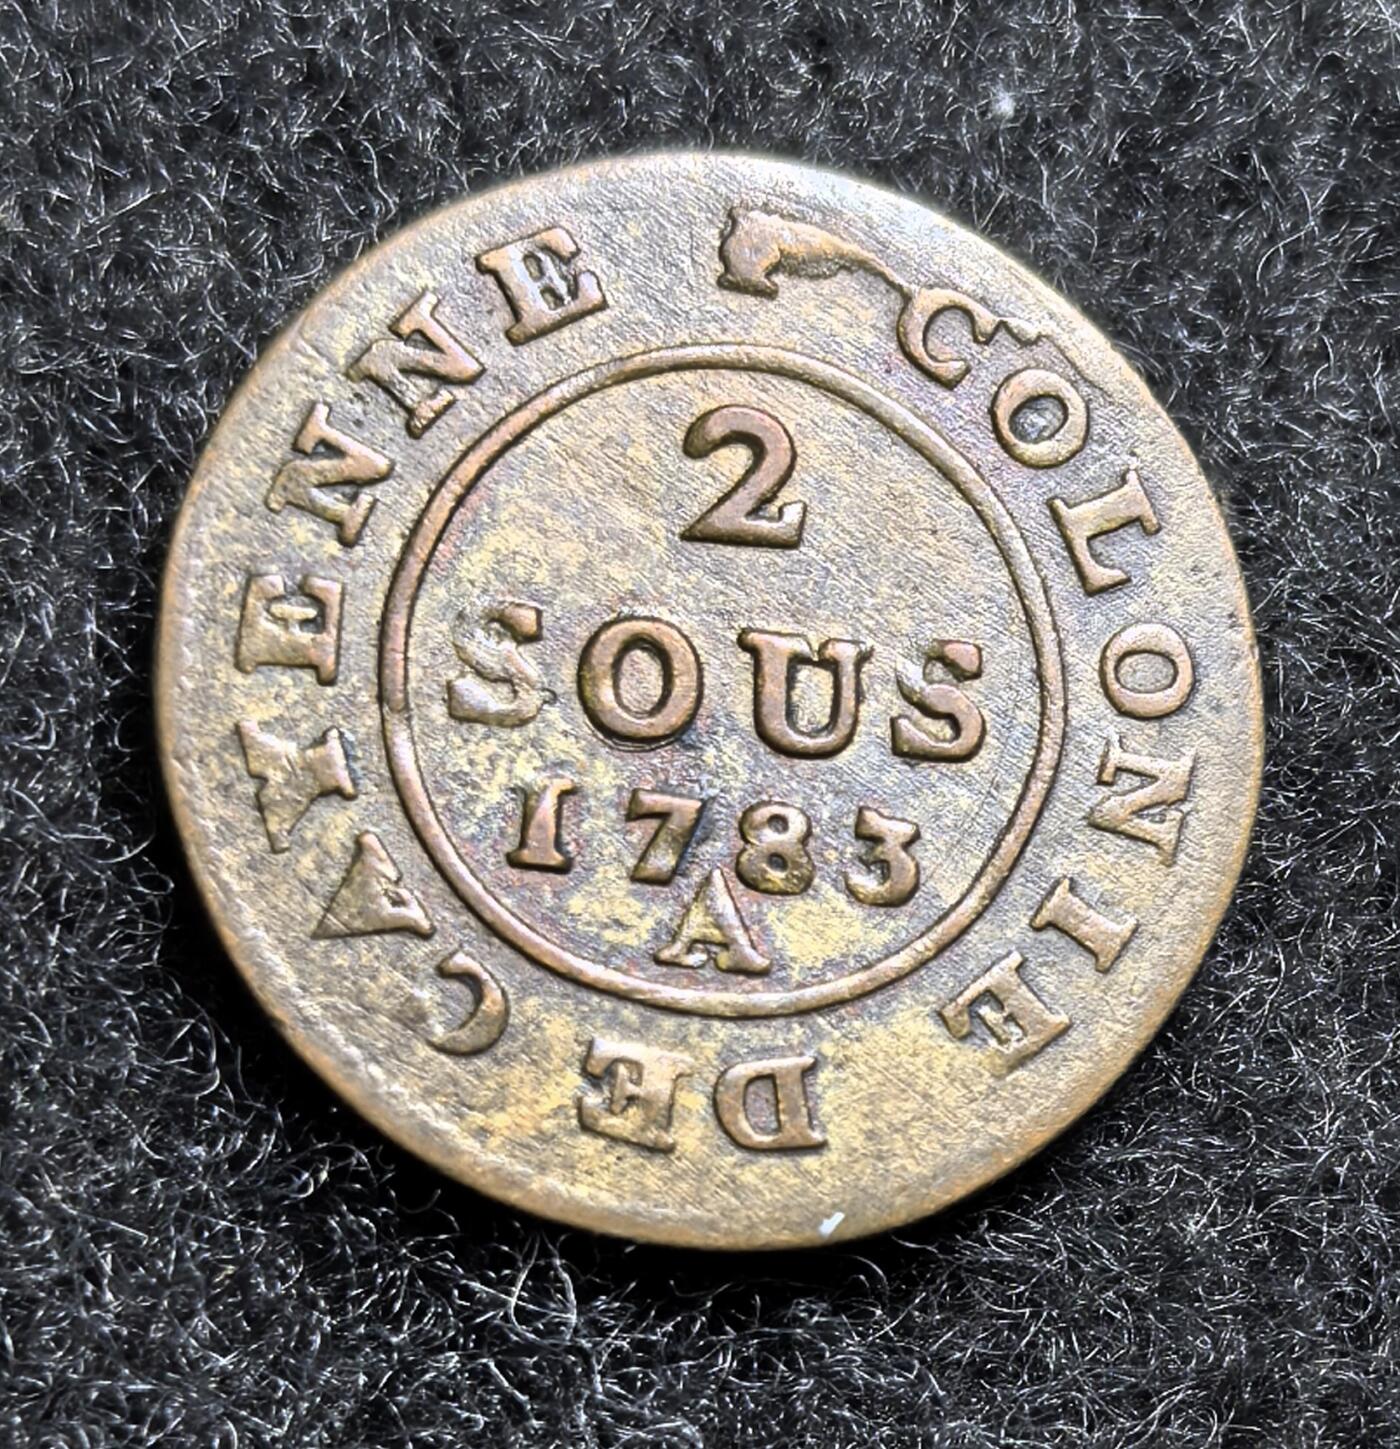 COLONIE DE CAYENNE
2
SOUS
1783
A